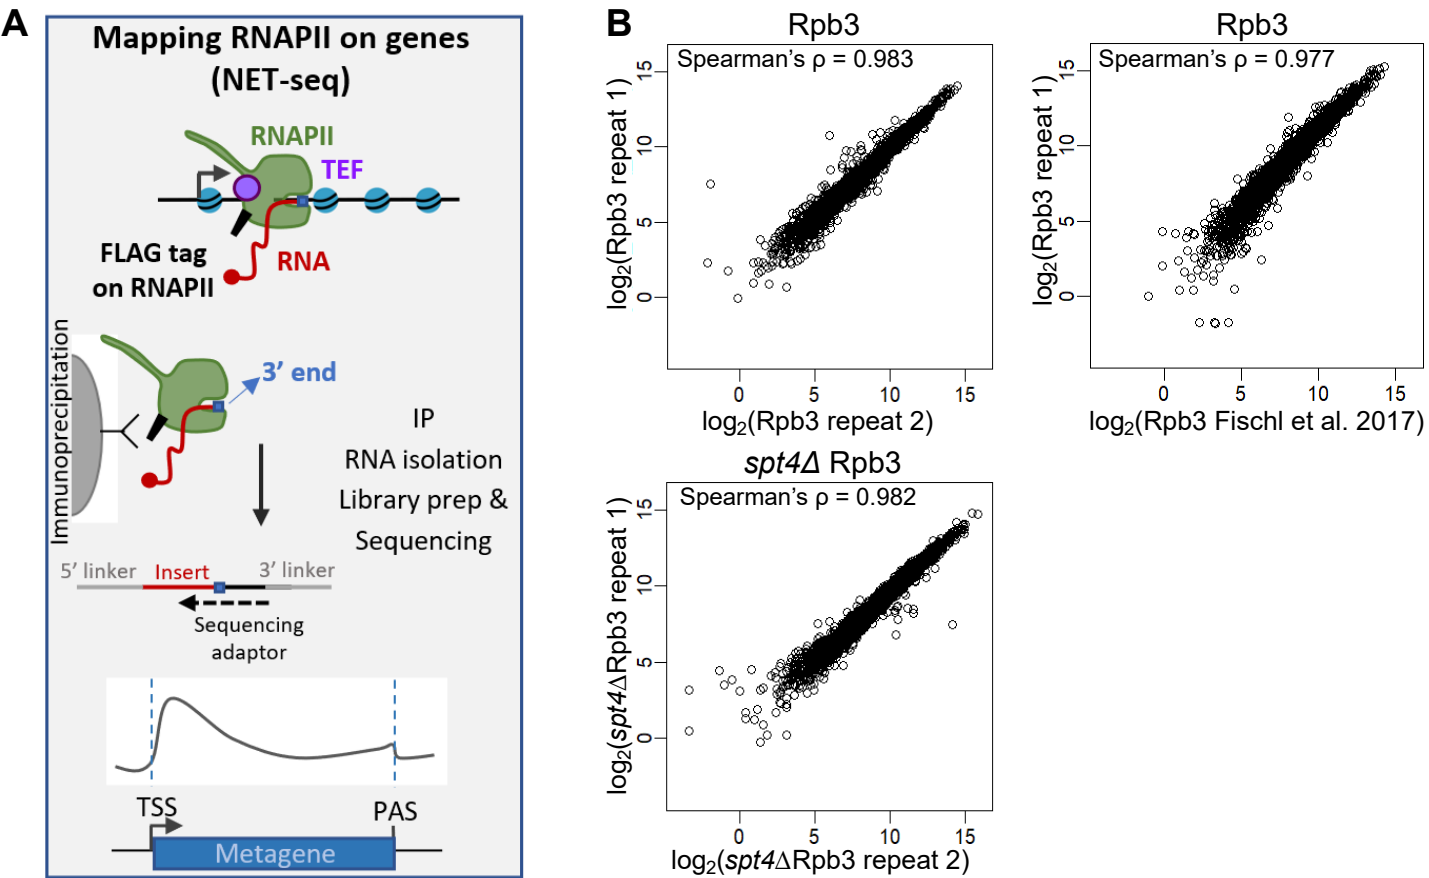 A
Mapping RNAPII on genes
(NET-seq)
RNAPII
TEF
FLAG tag
on RNAPII
RNA
Immunoprecipitation
3’ end
IP
RNA isolation
Library prep &
Sequencing
5’ linker
Insert
3’ linker
Sequencing
adaptor
TSS
PAS
Metagene
B
Rpb3
Spearman’s ρ = 0.983
log2(Rpb3 repeat 1)
15
10
5
0
0 5 10 15
log2(Rpb3 repeat 2)
Rpb3
Spearman’s ρ = 0.977
log2(Rpb3 repeat 1)
15
10
5
0
0 5 10 15
log2(Rpb3 Fischl et al. 2017)
spt4Δ Rpb3
Spearman’s ρ = 0.982
log2(spt4ΔRpb3 repeat 1)
15
10
5
0
0 5 10 15
log2(spt4ΔRpb3 repeat 2)